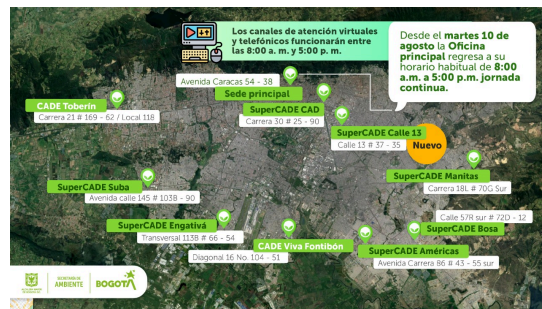 Los canales de atención virtuales
y telefónicos funcionarán entre
las 8:00 a. m. y 5:00 p. m.
Desde el martes 10 de
agosto la Oficina
principal regresa a su
horario habitual de 8:00
a.m. a 5:00 p.m. jornada
continua.
Avenida Caracas 54 - 38
Sede principal
CADE Toberín
Carrera 21 # 169 - 62 / Local 118
SuperCADE CAD
Carrera 30 # 25 - 90
SuperCADE Calle 13
Calle 13 # 37 - 35
Nuevo
SuperCADE Manitas
Carrera 18L # 70G Sur
SuperCADE Suba
Avenida calle 145 # 103B - 90
SuperCADE Engativá
Transversal 113B # 66 - 54
CADE Viva Fontibón
Diagonal 16 No. 104 - 51
Calle 57R sur # 72D - 12
SuperCADE Bosa
SuperCADE Américas
Avenida Carrera 86 # 43 - 55 sur
SECRETARÍA DE
AMBIENTE
BOGOTÁ